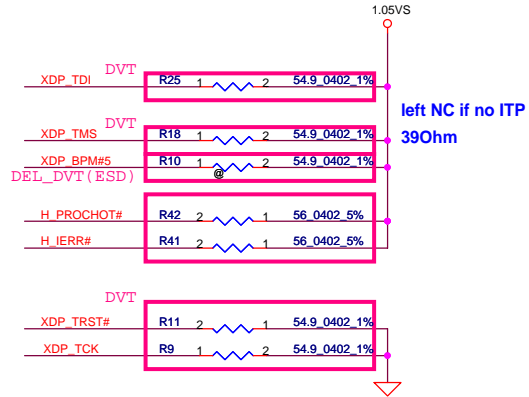 1.05VS
DVT
XDP_TDI R25 1 2 54.9_0402_1%
left NC if no ITP
DVT
XDP_TMS R18 1 2 54.9_0402_1%
39Ohm
XDP_BPM#5 R10 1 2 54.9_0402_1%
@
DEL_DVT(ESD)
H_PROCHOT# R42 2 1 56_0402_5%
H_IERR# R41 2 1 56_0402_5%
DVT
XDP_TRST# R11 2 1 54.9_0402_1%
XDP_TCK R9 1 2 54.9_0402_1%